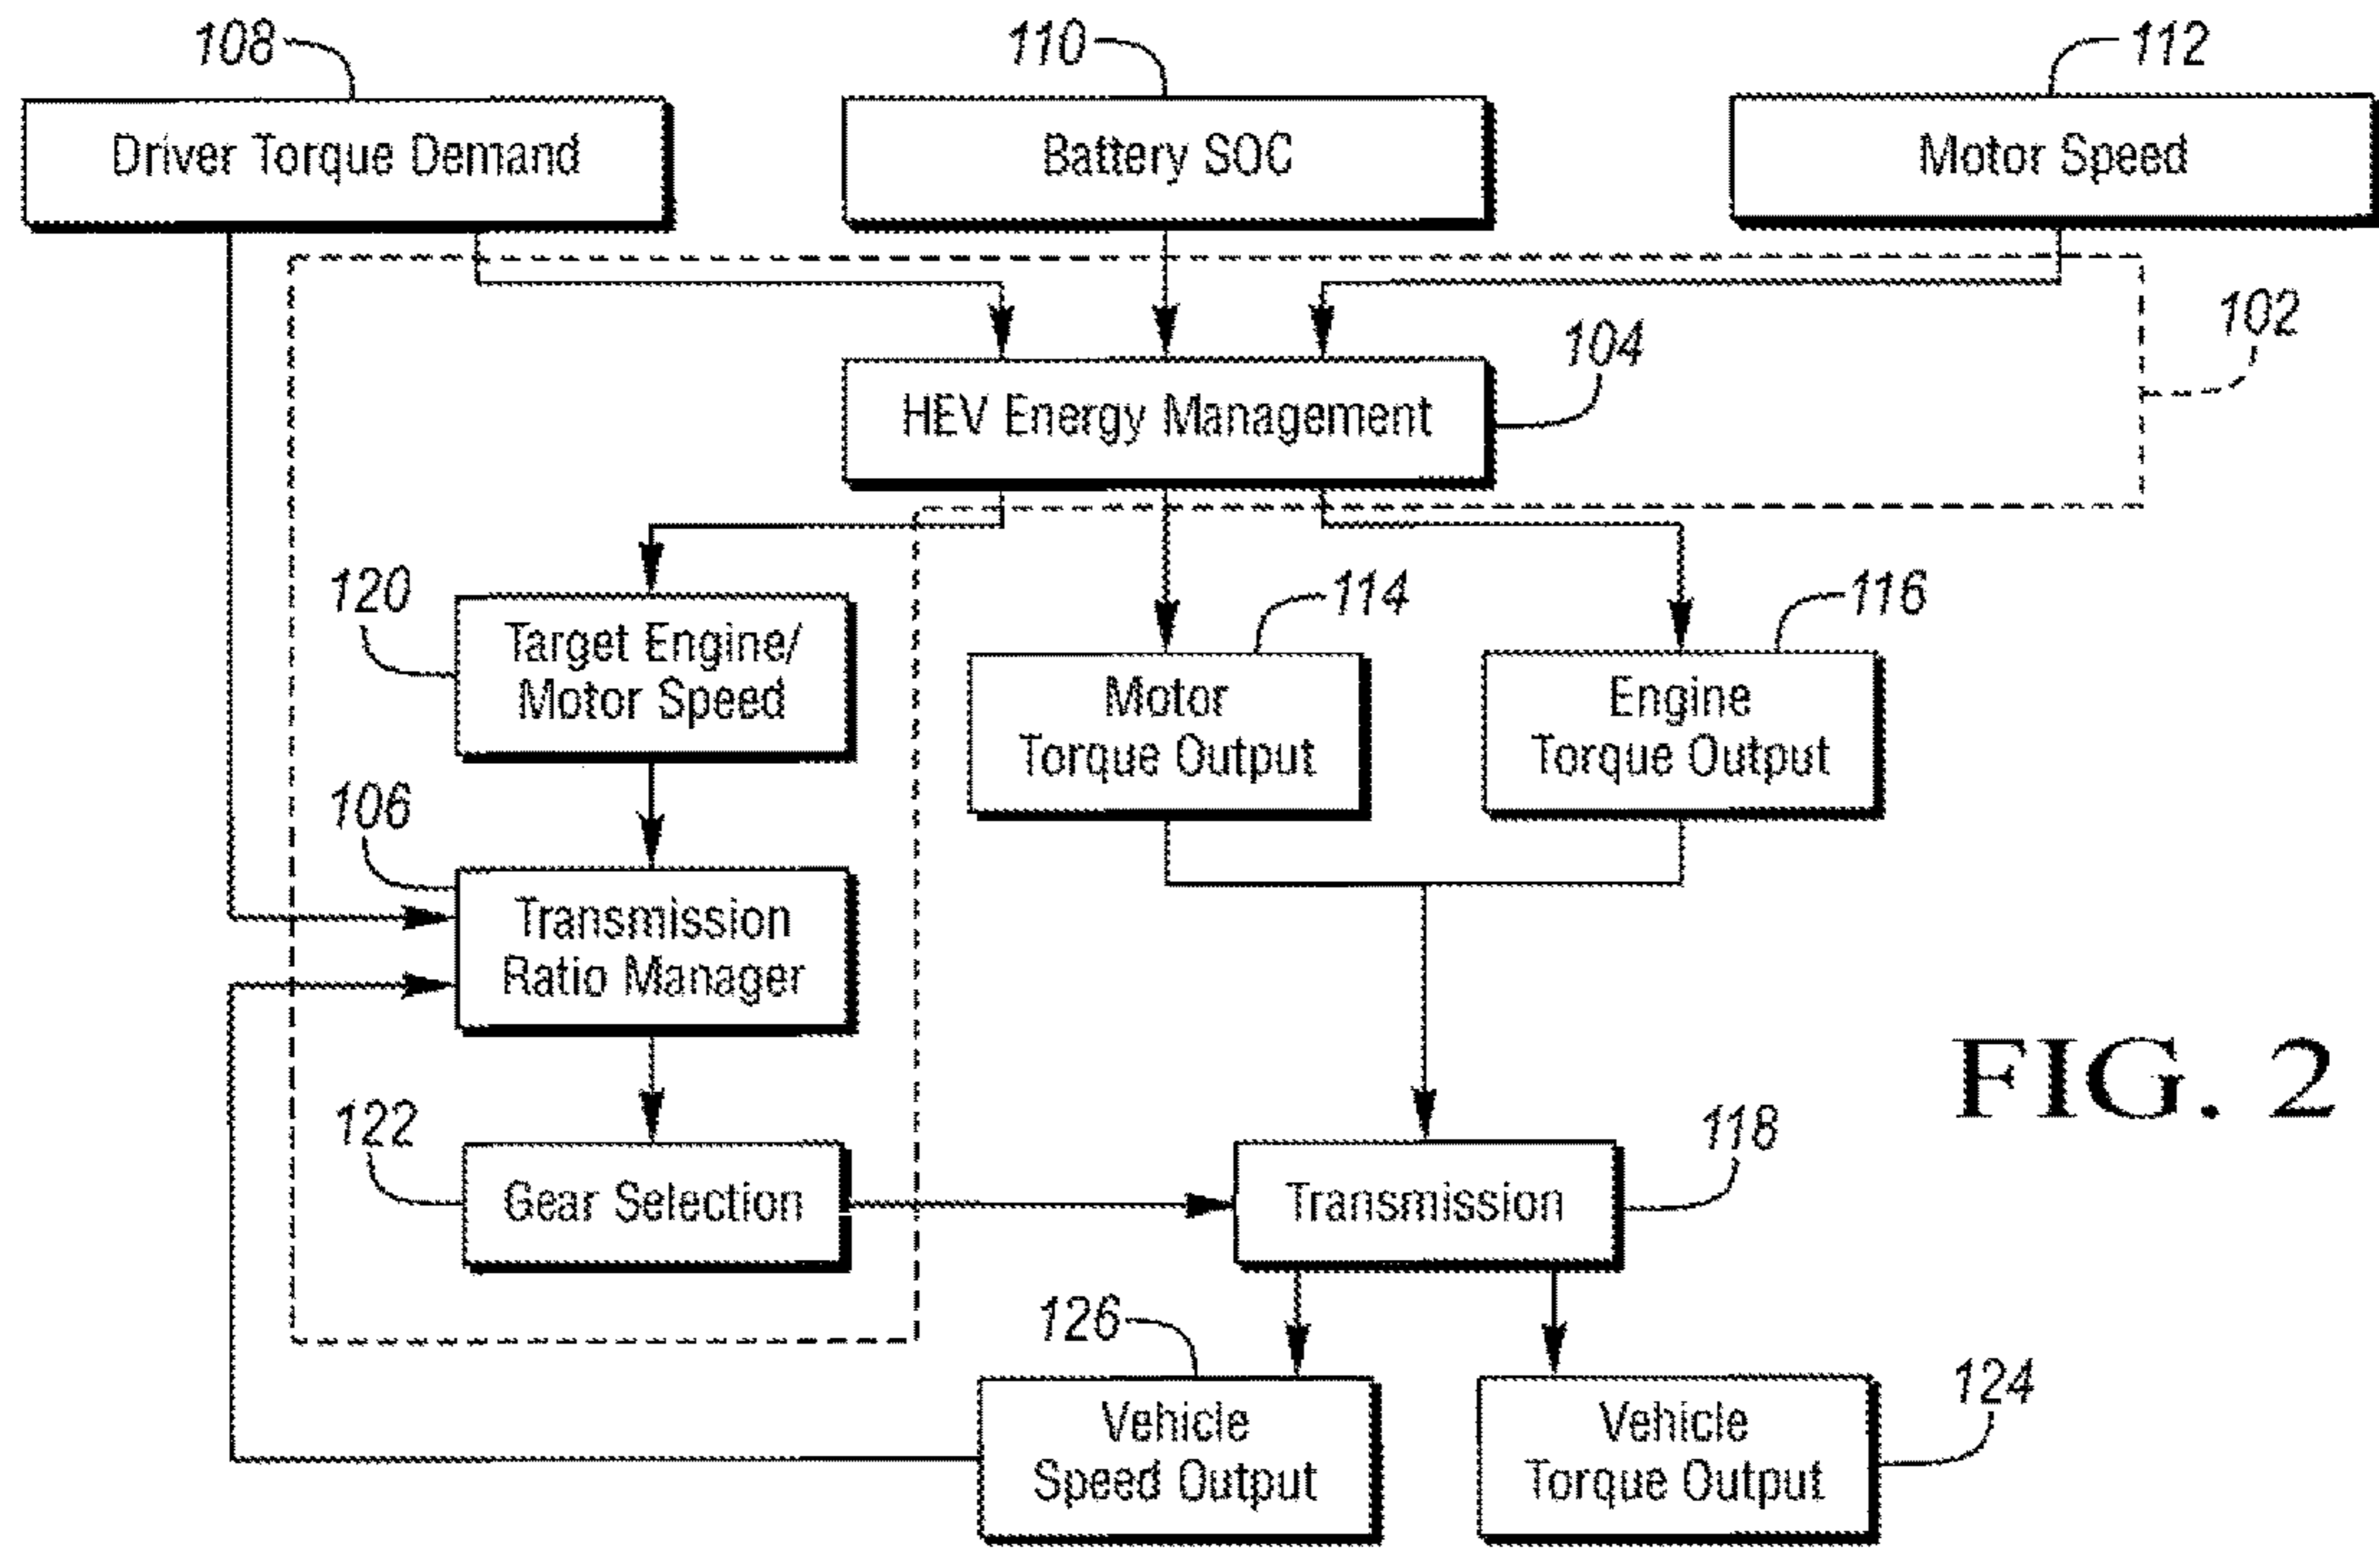 108
110
112
Driver Torque Demand
Battery SOC
Motor Speed
102
104
HEV Energy Management
120
114
116
Target Engine/
Motor Speed
Motor
Torque Output
Engine
Torque Output
106
Transmission
Ratio Manager
FIG. 2
122
118
Gear Selection
Transmission
126
124
Vehicle
Speed Output
Vehicle
Torque Output